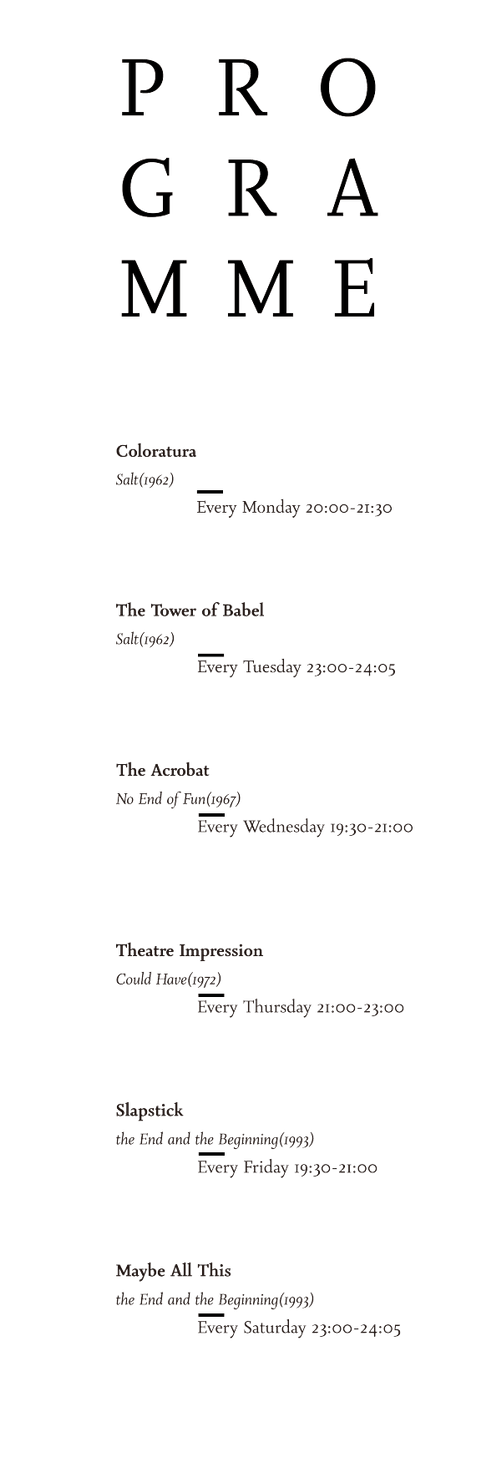 P R O
G R A
M M E
Coloratura
Salt(1962)
Every Monday 20:00-21:30
The Tower of Babel
Salt(1962)
Every Tuesday 23:00-24:05
The Acrobat
No End of Fun(1967)
Every Wednesday 19:30-21:00
Theatre Impression
Could Have(1972)
Every Thursday 21:00-23:00
Slapstick
the End and the Beginning(1993)
Every Friday 19:30-21:00
Maybe All This
the End and the Beginning(1993)
Every Saturday 23:00-24:05